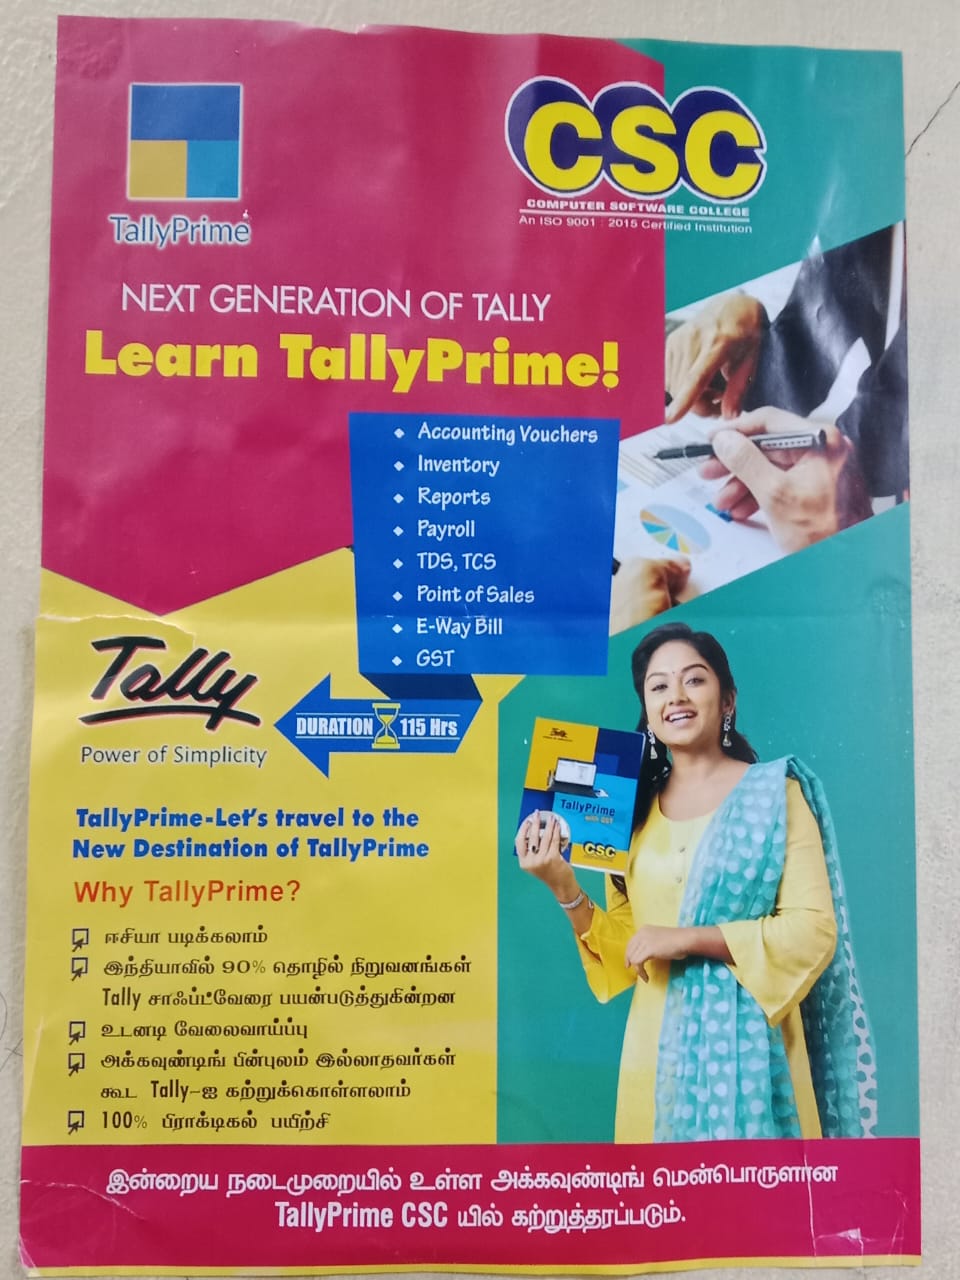 TallyPrime
CSC
COMPUTER SOFTWARE COLLEGE
An ISO 9001 : 2015 Certified Institution
NEXT GENERATION OF TALLY
Learn TallyPrime!
Accounting Vouchers
Inventory
Reports
Payroll
TDS, TCS
Point of Sales
E-Way Bill
GST
Tally
Power of Simplicity
DURATION 115 Hrs
TallyPrime
with GST
CSC
TallyPrime-Let's travel to the
New Destination of TallyPrime
Why TallyPrime?
ஈசியா படிக்கலாம்
இந்தியாவில் 90% தொழில் நிறுவனங்கள்
Tally சாஃப்ட்வேரை பயன்படுத்துகின்றன
உடனடி வேலைவாய்ப்பு
அக்கவுண்டிங் பின்புலம் இல்லாதவர்கள்
கூட Tally-ஐ கற்றுக்கொள்ளலாம்
100% பிராக்டிகல் பயிற்சி
இன்றைய நடைமுறையில் உள்ள அக்கவுண்டிங் மென்பொருளான
TallyPrime CSC யில் கற்றுத்தரப்படும்.